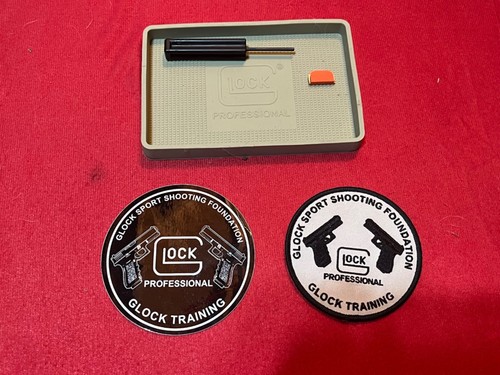 GLOCK®
PROFESSIONAL
GLOCK SPORT SHOOTING FOUNDATION
GLOCK
PROFESSIONAL
GLOCK TRAINING
GLOCK SPORT SHOOTING FOUNDATION
GLOCK
PROFESSIONAL
GLOCK TRAINING